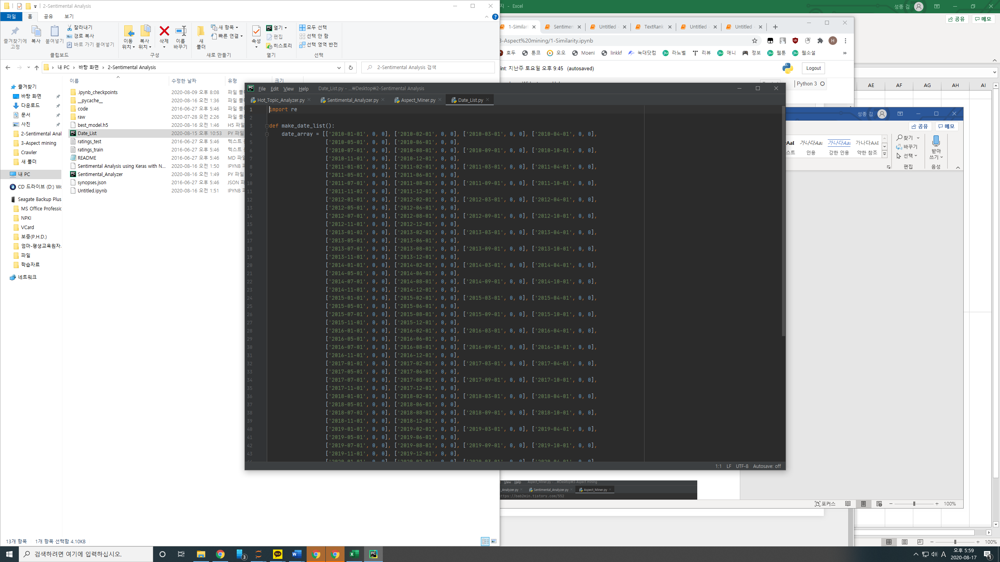 2-Sentimental Analysis
파일 홈 공유 보기
즐겨찾기에 고정
복사
붙여넣기
잘라내기
경로 복사
바로 가기 붙여넣기
클립보드
이동 위치
복사 위치
삭제
이름 바꾸기
구성
새 폴더
새 항목
빠른 연결
새로 만들기
속성
열기
편집
히스토리
열기
모두 선택
선택 안 함
선택 영역 반전
선택
내 PC > 바탕 화면 > 2-Sentimental Analysis
2-Sentimental Analysis 검색
이름 수정한 날짜 유형 크기
즐겨찾기
바탕 화면
다운로드
문서
사진
2-Sentimental Anal
3-Aspect mining
Crawler
새 폴더
내 PC
CD 드라이브 (D:) Wo
Seagate Backup Plus
MS Office Professic
NPKI
VCard
보증(P.H.D.)
엄마-평생교육원자.
파일
학습자료
네트워크
.ipynb_checkpoints 2020-08-09 오후 8:08 파일 폴
__pycache__ 2020-08-16 오전 1:36 파일 폴
code 2016-06-27 오후 5:46 파일 폴
raw 2020-07-28 오전 2:26 파일 폴
best_model.h5 2020-08-16 오전 1:46 H5 파일
Date_List 2020-08-15 오후 10:53 PY 파일
ratings_test 2016-06-27 오후 5:46 텍스트
ratings_train 2016-06-27 오후 5:46 텍스트
README 2016-06-27 오후 5:46 MD 파일
Sentimental Analysis using Keras with N... 2020-08-16 오전 1:50 IPYNB
Sentimental_Analyzer 2020-08-16 오전 1:49 PY 파일
synopses.json 2016-06-27 오후 5:46 JSON
Untitled.ipynb 2020-08-16 오전 1:51 IPYNB
13개 항목 1개 항목 선택함 4.10KB
지 - Excel
성종 김
공유 메모
1-Similari Sentimen Untitled TextRank Untitled Untitled
3-Aspect%20mining/1-Similarity.ipynb
H
호두 툰코 오오 Moeni linkkf 늑대닷컴 라노벨 리뷰 애니 정보 웹툰 웹소설 »
int: 지난주 토요일 오후 9:45 (autosaved)
Logout
Python 3
AE AF AG AH AI
성종 김
공유 메모
가나다AaI 가나다AaI 가나다AAE
스트 인용 강한 인용 약한 참조
찾기
바꾸기
선택
편집
받아 쓰기
음성
PC File Edit View Help Date_List.py - ...₩Desktop₩2-Sentimental Analysis
Hot_Topic_Analyzer.py Sentimental_Analyzer.py Aspect_Miner.py Date_List.py
1 import re
2
3 def make_date_list():
4 date_array = [['2010-01-01', 0, 0], ['2010-02-01', 0, 0], ['2010-03-01', 0, 0], ['2010-04-01', 0, 0],
5 ['2010-05-01', 0, 0], ['2010-06-01', 0, 0],
6 ['2010-07-01', 0, 0], ['2010-08-01', 0, 0], ['2010-09-01', 0, 0], ['2010-10-01', 0, 0],
7 ['2010-11-01', 0, 0], ['2010-12-01', 0, 0],
8 ['2011-01-01', 0, 0], ['2011-02-01', 0, 0], ['2011-03-01', 0, 0], ['2011-04-01', 0, 0],
9 ['2011-05-01', 0, 0], ['2011-06-01', 0, 0],
10 ['2011-07-01', 0, 0], ['2011-08-01', 0, 0], ['2011-09-01', 0, 0], ['2011-10-01', 0, 0],
11 ['2011-11-01', 0, 0], ['2011-12-01', 0, 0],
12 ['2012-01-01', 0, 0], ['2012-02-01', 0, 0], ['2012-03-01', 0, 0], ['2012-04-01', 0, 0],
13 ['2012-05-01', 0, 0], ['2012-06-01', 0, 0],
14 ['2012-07-01', 0, 0], ['2012-08-01', 0, 0], ['2012-09-01', 0, 0], ['2012-10-01', 0, 0],
15 ['2012-11-01', 0, 0], ['2012-12-01', 0, 0],
16 ['2013-01-01', 0, 0], ['2013-02-01', 0, 0], ['2013-03-01', 0, 0], ['2013-04-01', 0, 0],
17 ['2013-05-01', 0, 0], ['2013-06-01', 0, 0],
18 ['2013-07-01', 0, 0], ['2013-08-01', 0, 0], ['2013-09-01', 0, 0], ['2013-10-01', 0, 0],
19 ['2013-11-01', 0, 0], ['2013-12-01', 0, 0],
20 ['2014-01-01', 0, 0], ['2014-02-01', 0, 0], ['2014-03-01', 0, 0], ['2014-04-01', 0, 0],
21 ['2014-05-01', 0, 0], ['2014-06-01', 0, 0],
22 ['2014-07-01', 0, 0], ['2014-08-01', 0, 0], ['2014-09-01', 0, 0], ['2014-10-01', 0, 0],
23 ['2014-11-01', 0, 0], ['2014-12-01', 0, 0],
24 ['2015-01-01', 0, 0], ['2015-02-01', 0, 0], ['2015-03-01', 0, 0], ['2015-04-01', 0, 0],
25 ['2015-05-01', 0, 0], ['2015-06-01', 0, 0],
26 ['2015-07-01', 0, 0], ['2015-08-01', 0, 0], ['2015-09-01', 0, 0], ['2015-10-01', 0, 0],
27 ['2015-11-01', 0, 0], ['2015-12-01', 0, 0],
28 ['2016-01-01', 0, 0], ['2016-02-01', 0, 0], ['2016-03-01', 0, 0], ['2016-04-01', 0, 0],
29 ['2016-05-01', 0, 0], ['2016-06-01', 0, 0],
30 ['2016-07-01', 0, 0], ['2016-08-01', 0, 0], ['2016-09-01', 0, 0], ['2016-10-01', 0, 0],
31 ['2016-11-01', 0, 0], ['2016-12-01', 0, 0],
32 ['2017-01-01', 0, 0], ['2017-02-01', 0, 0], ['2017-03-01', 0, 0], ['2017-04-01', 0, 0],
33 ['2017-05-01', 0, 0], ['2017-06-01', 0, 0],
34 ['2017-07-01', 0, 0], ['2017-08-01', 0, 0], ['2017-09-01', 0, 0], ['2017-10-01', 0, 0],
35 ['2017-11-01', 0, 0], ['2017-12-01', 0, 0],
36 ['2018-01-01', 0, 0], ['2018-02-01', 0, 0], ['2018-03-01', 0, 0], ['2018-04-01', 0, 0],
37 ['2018-05-01', 0, 0], ['2018-06-01', 0, 0],
38 ['2018-07-01', 0, 0], ['2018-08-01', 0, 0], ['2018-09-01', 0, 0], ['2018-10-01', 0, 0],
39 ['2018-11-01', 0, 0], ['2018-12-01', 0, 0],
40 ['2019-01-01', 0, 0], ['2019-02-01', 0, 0], ['2019-03-01', 0, 0], ['2019-04-01', 0, 0],
41 ['2019-05-01', 0, 0], ['2019-06-01', 0, 0],
42 ['2019-07-01', 0, 0], ['2019-08-01', 0, 0], ['2019-09-01', 0, 0], ['2019-10-01', 0, 0],
43 ['2019-11-01', 0, 0], ['2019-12-01', 0, 0],
44 ['2020-01-01', 0, 0], ['2020-02-01', 0, 0], ['2020-03-01', 0, 0], ['2020-04-01', 0, 0],
1:1 LF UTF-8 Autosave: off
View Help Aspect_Miner.py - ...₩Desktop₩3-Aspect mining
_Analyzer.py Sentimental_Analyzer.py Aspect_Miner.py
ttps://bab2min.tistory.com/552
포커스 100%
100%
검색하려면 여기에 입력하십시오.
3
TALK
A
오후 5:59
2020-08-17
1